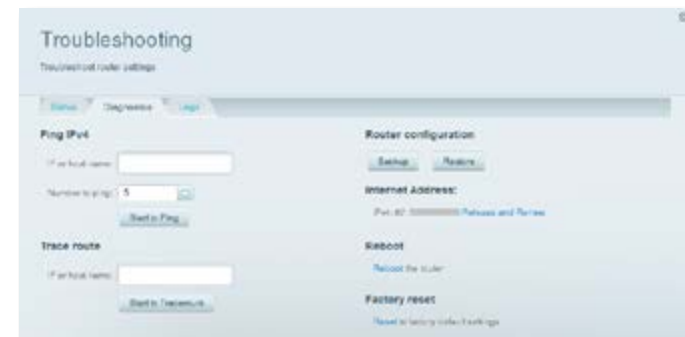 Troubleshooting
Troubleshoot router settings
Status
Diagnostics
Logs
Ping IPv4
IP or host name:
Number to ping: 5
Start to Ping
Trace route
IP or host name:
Start to Traceroute
Router configuration
Backup
Restore
Internet Address:
Release and Renew
Reboot
Reboot the router
Factory reset
Reset to factory default settings